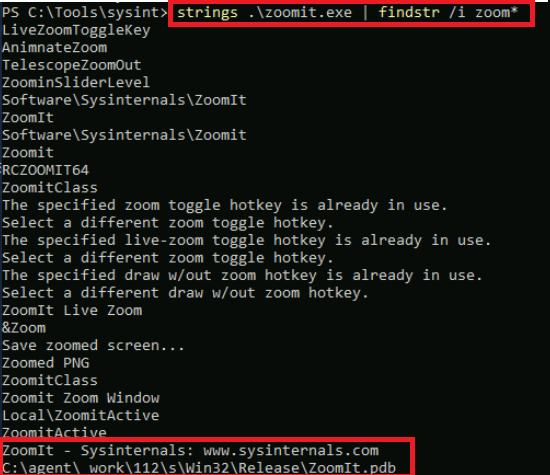 PS C:\Tools\sysint> strings .\zoomit.exe | findstr /i zoom*
LiveZoomToggleKey
AnimnateZoom
TelescopeZoomOut
ZoominSliderLevel
Software\Sysinternals\ZoomIt
ZoomIt
Software\Sysinternals\Zoomit
Zoomit
RCZOOMIT64
ZoomitClass
The specified zoom toggle hotkey is already in use.
Select a different zoom toggle hotkey.
The specified live-zoom toggle hotkey is already in use.
Select a different zoom toggle hotkey.
The specified draw w/out zoom hotkey is already in use.
Select a different draw w/out zoom hotkey.
ZoomIt Live Zoom
&Zoom
Save zoomed screen...
Zoomed PNG
ZoomitClass
Zoomit Zoom Window
Local\ZoomitActive
ZoomitActive
ZoomIt - Sysinternals: www.sysinternals.com
C:\agent\_work\112\s\Win32\Release\ZoomIt.pdb